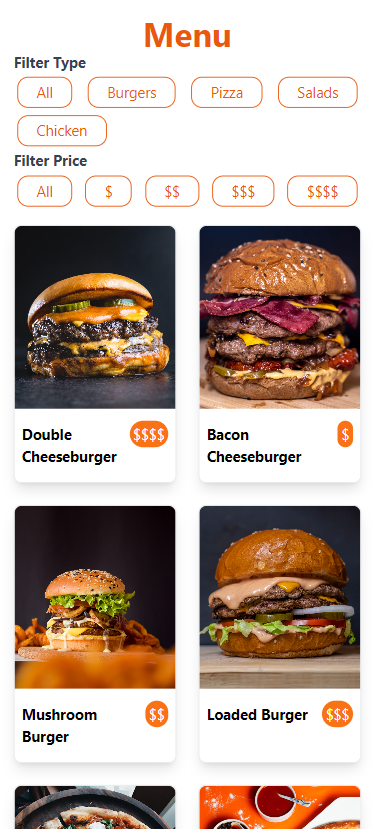 Menu
Filter Type
All
Burgers
Pizza
Salads
Chicken
Filter Price
All
$
$$
$$$
$$$$
Double
Cheeseburger
$$$$
Bacon
Cheeseburger
$
Mushroom
Burger
$$
Loaded Burger
$$$